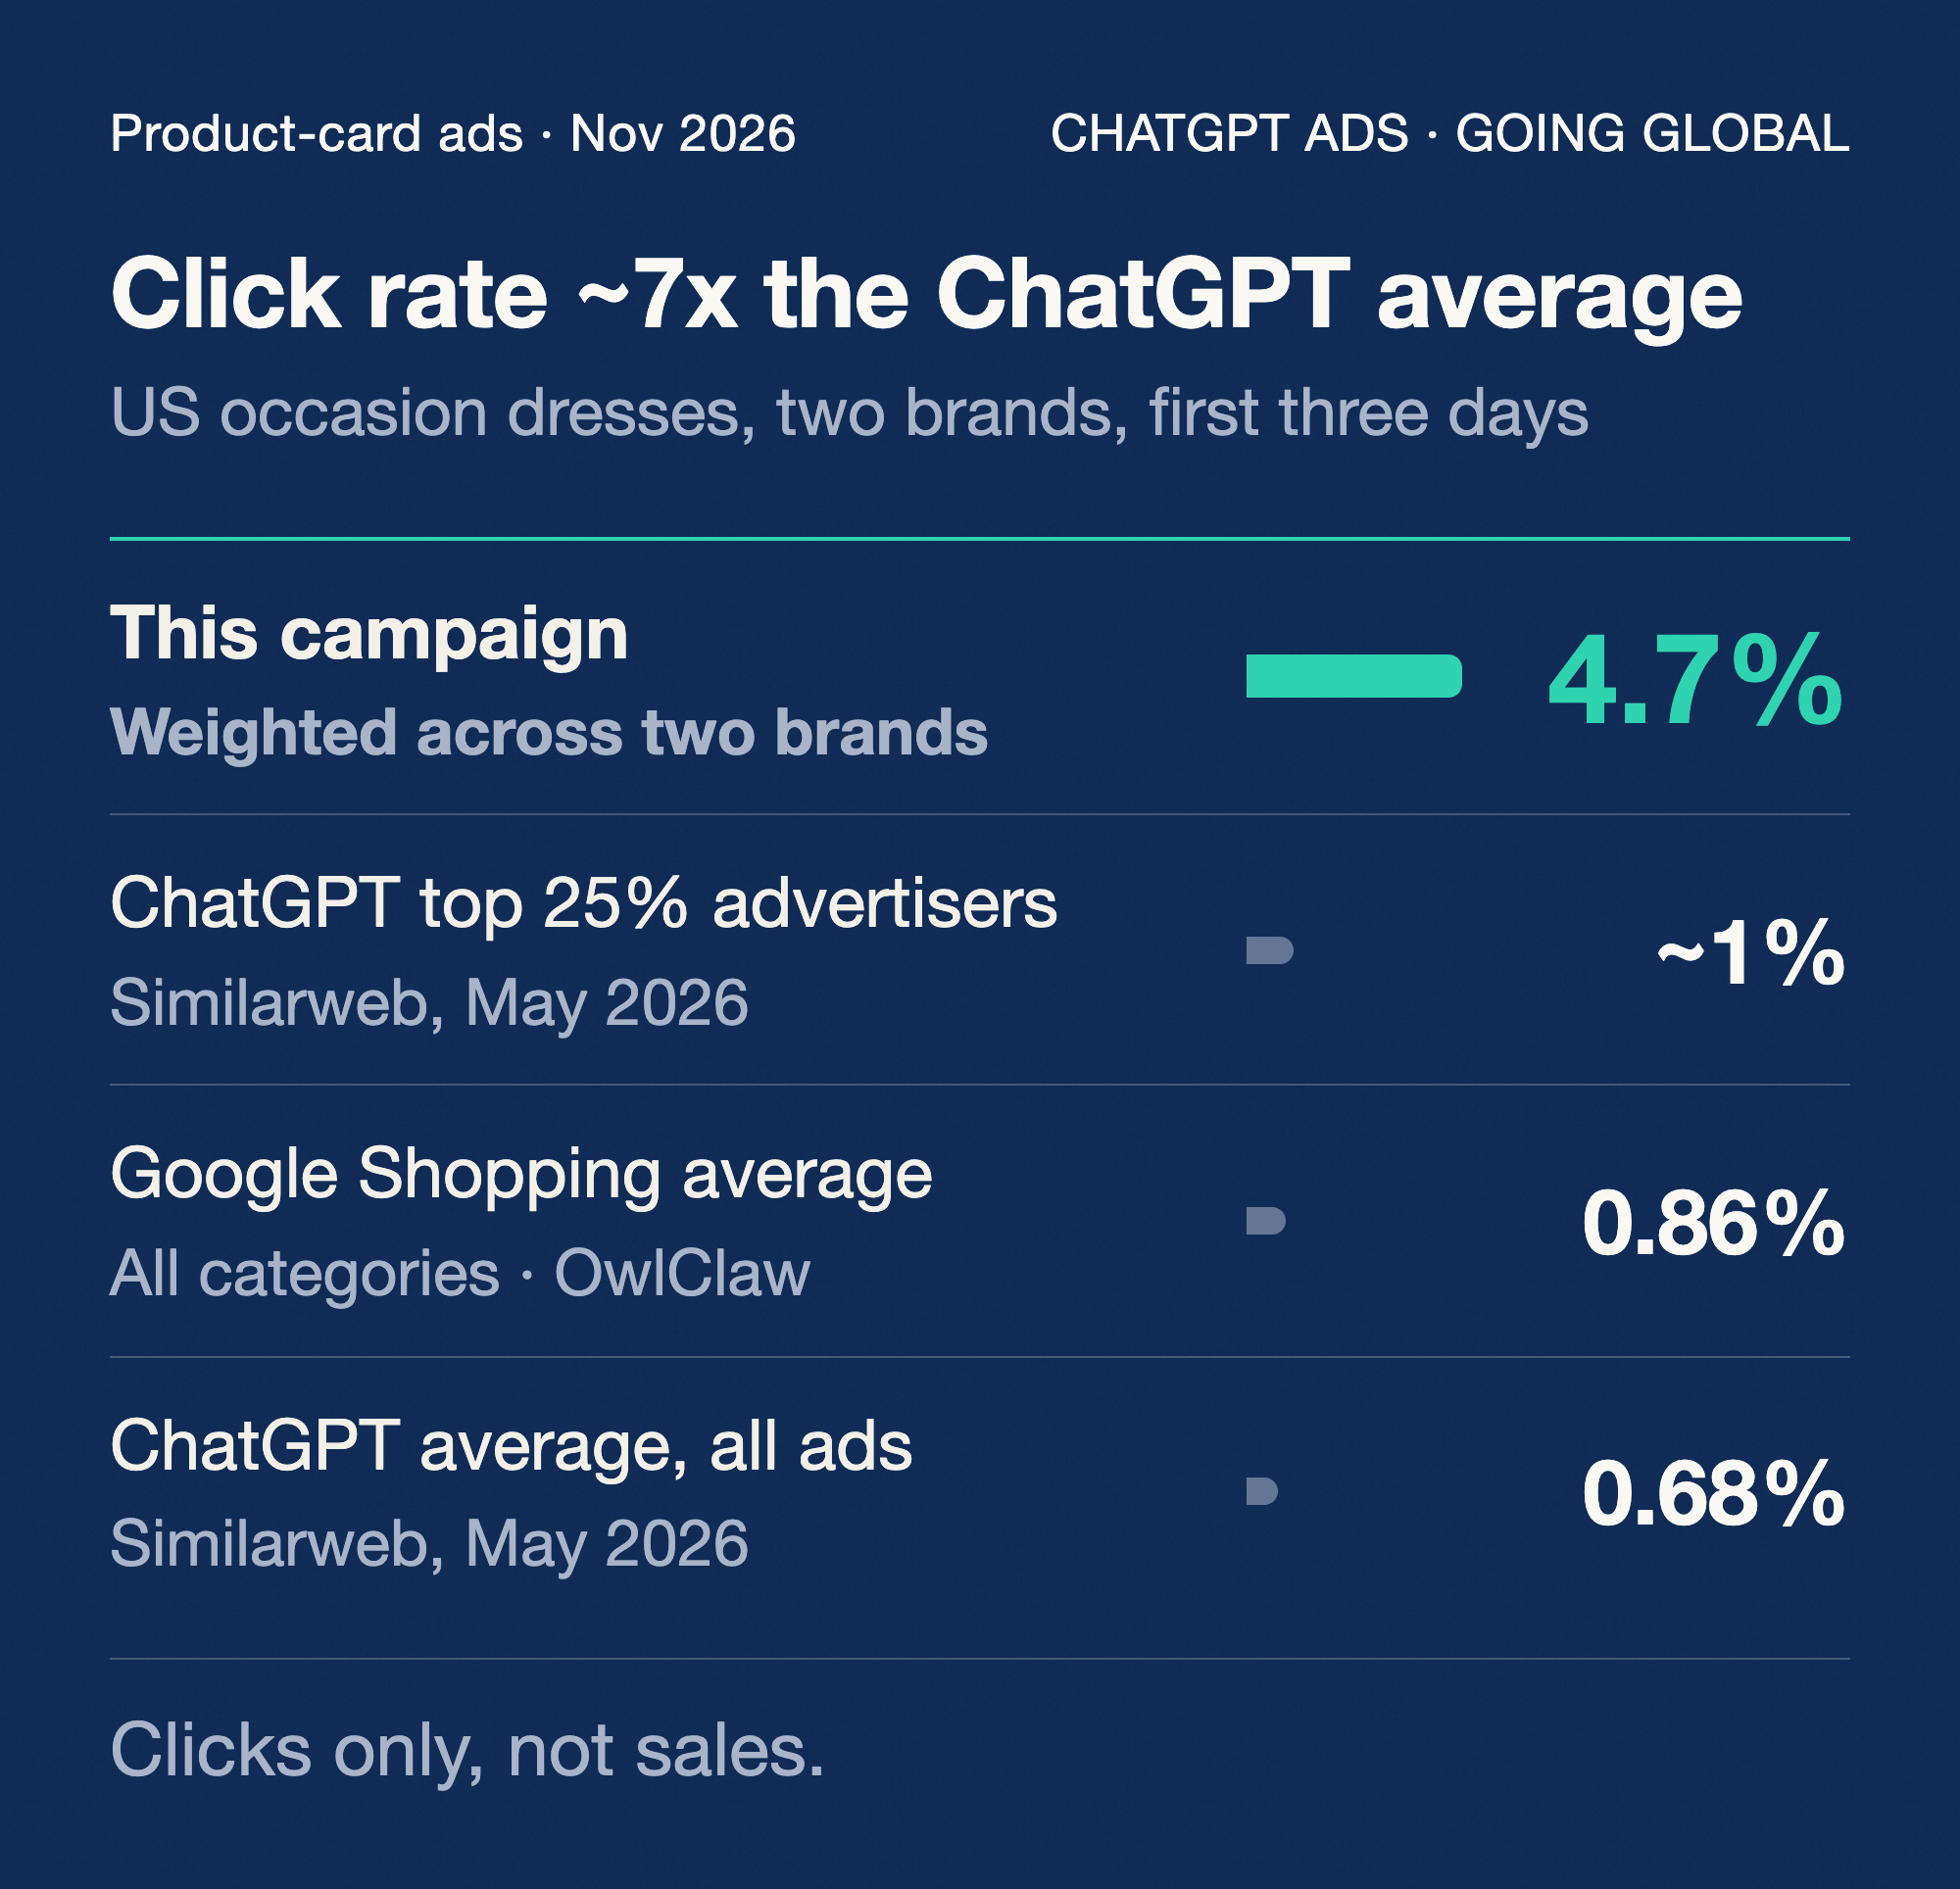 Product-card ads · Nov 2026
CHATGPT ADS · GOING GLOBAL
Click rate ~7x the ChatGPT average
US occasion dresses, two brands, first three days
This campaign
Weighted across two brands
4.7%
ChatGPT top 25% advertisers
Similarweb, May 2026
~1%
Google Shopping average
All categories · OwlClaw
0.86%
ChatGPT average, all ads
Similarweb, May 2026
0.68%
Clicks only, not sales.